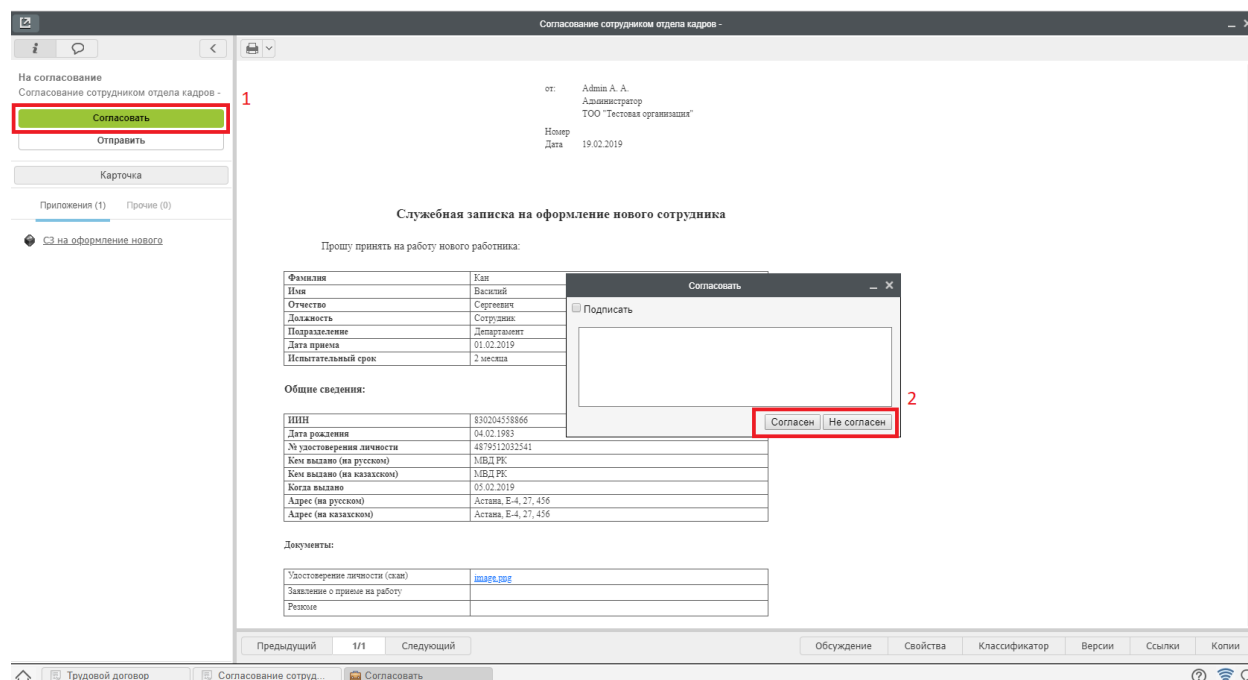 Согласование сотрудником отдела кадров -
i
На согласование
Согласование сотрудником отдела кадров -
1
Согласовать
Отправить
Карточка
Приложения (1) Прочие (0)
СЗ на оформление нового
от: Admin А. А.
Администратор
ТОО "Тестовая организация"
Номер
Дата 19.02.2019
Служебная записка на оформление нового сотрудника
Прошу принять на работу нового работника:
Фамилия Кан
Имя Василий
Отчество Сергеевич
Должность Сотрудник
Подразделение Департамент
Дата приема 01.02.2019
Испытательный срок 2 месяца
Общие сведения:
ИИН 830204558866
Дата рождения 04.02.1983
№ удостоверения личности 4879512032541
Кем выдано (на русском) МВД РК
Кем выдано (на казахском) МВД РК
Когда выдано 05.02.2019
Адрес (на русском) Астана, Е-4, 27, 456
Адрес (на казахском) Астана, Е-4, 27, 456
Документы:
Удостоверение личности (скан) image.png
Заявление о приеме на работу
Резюме
Согласовать
Подписать
2
Согласен Не согласен
Предыдущий 1/1 Следующий
Обсуждение Свойства Классификатор Версии Ссылки Копии
Трудовой договор Согласование сотруд... Согласовать